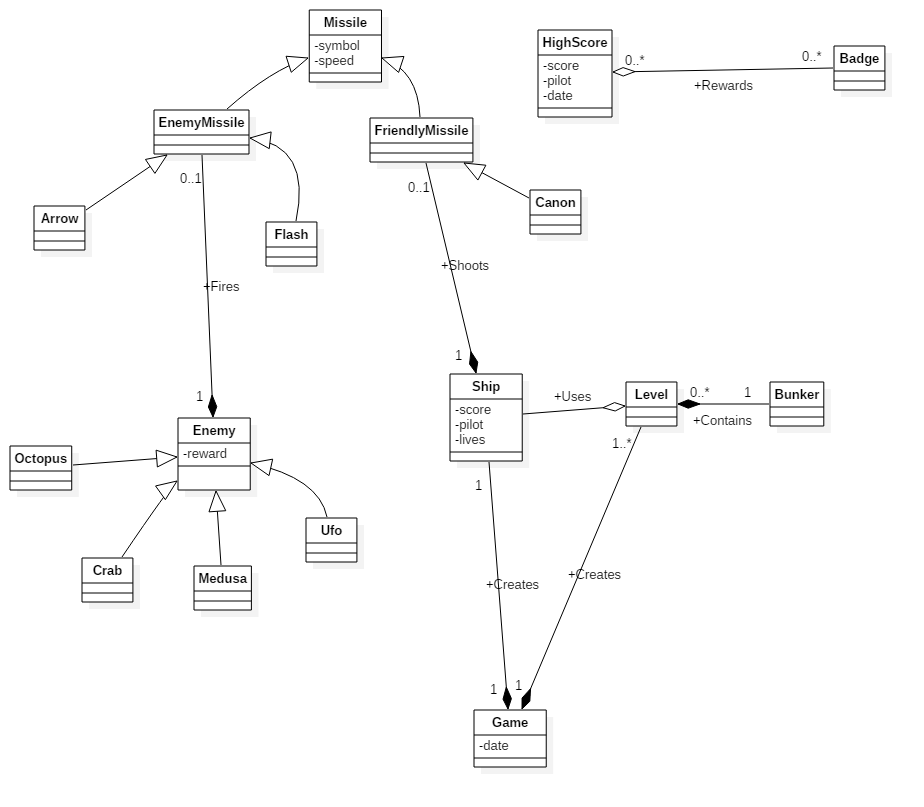 Missile
-symbol
-speed
HighScore
-score
-pilot
-date
0..*
0..*
+Rewards
Badge
EnemyMissile
FriendlyMissile
0..1
0..1
Arrow
Flash
Canon
+Shoots
+Fires
1
1
Ship
-score
-pilot
-lives
+Uses
Level
0..*
1
+Contains
Bunker
Enemy
-reward
1..*
Octopus
1
Ufo
Crab
Medusa
+Creates
+Creates
1
1
Game
-date